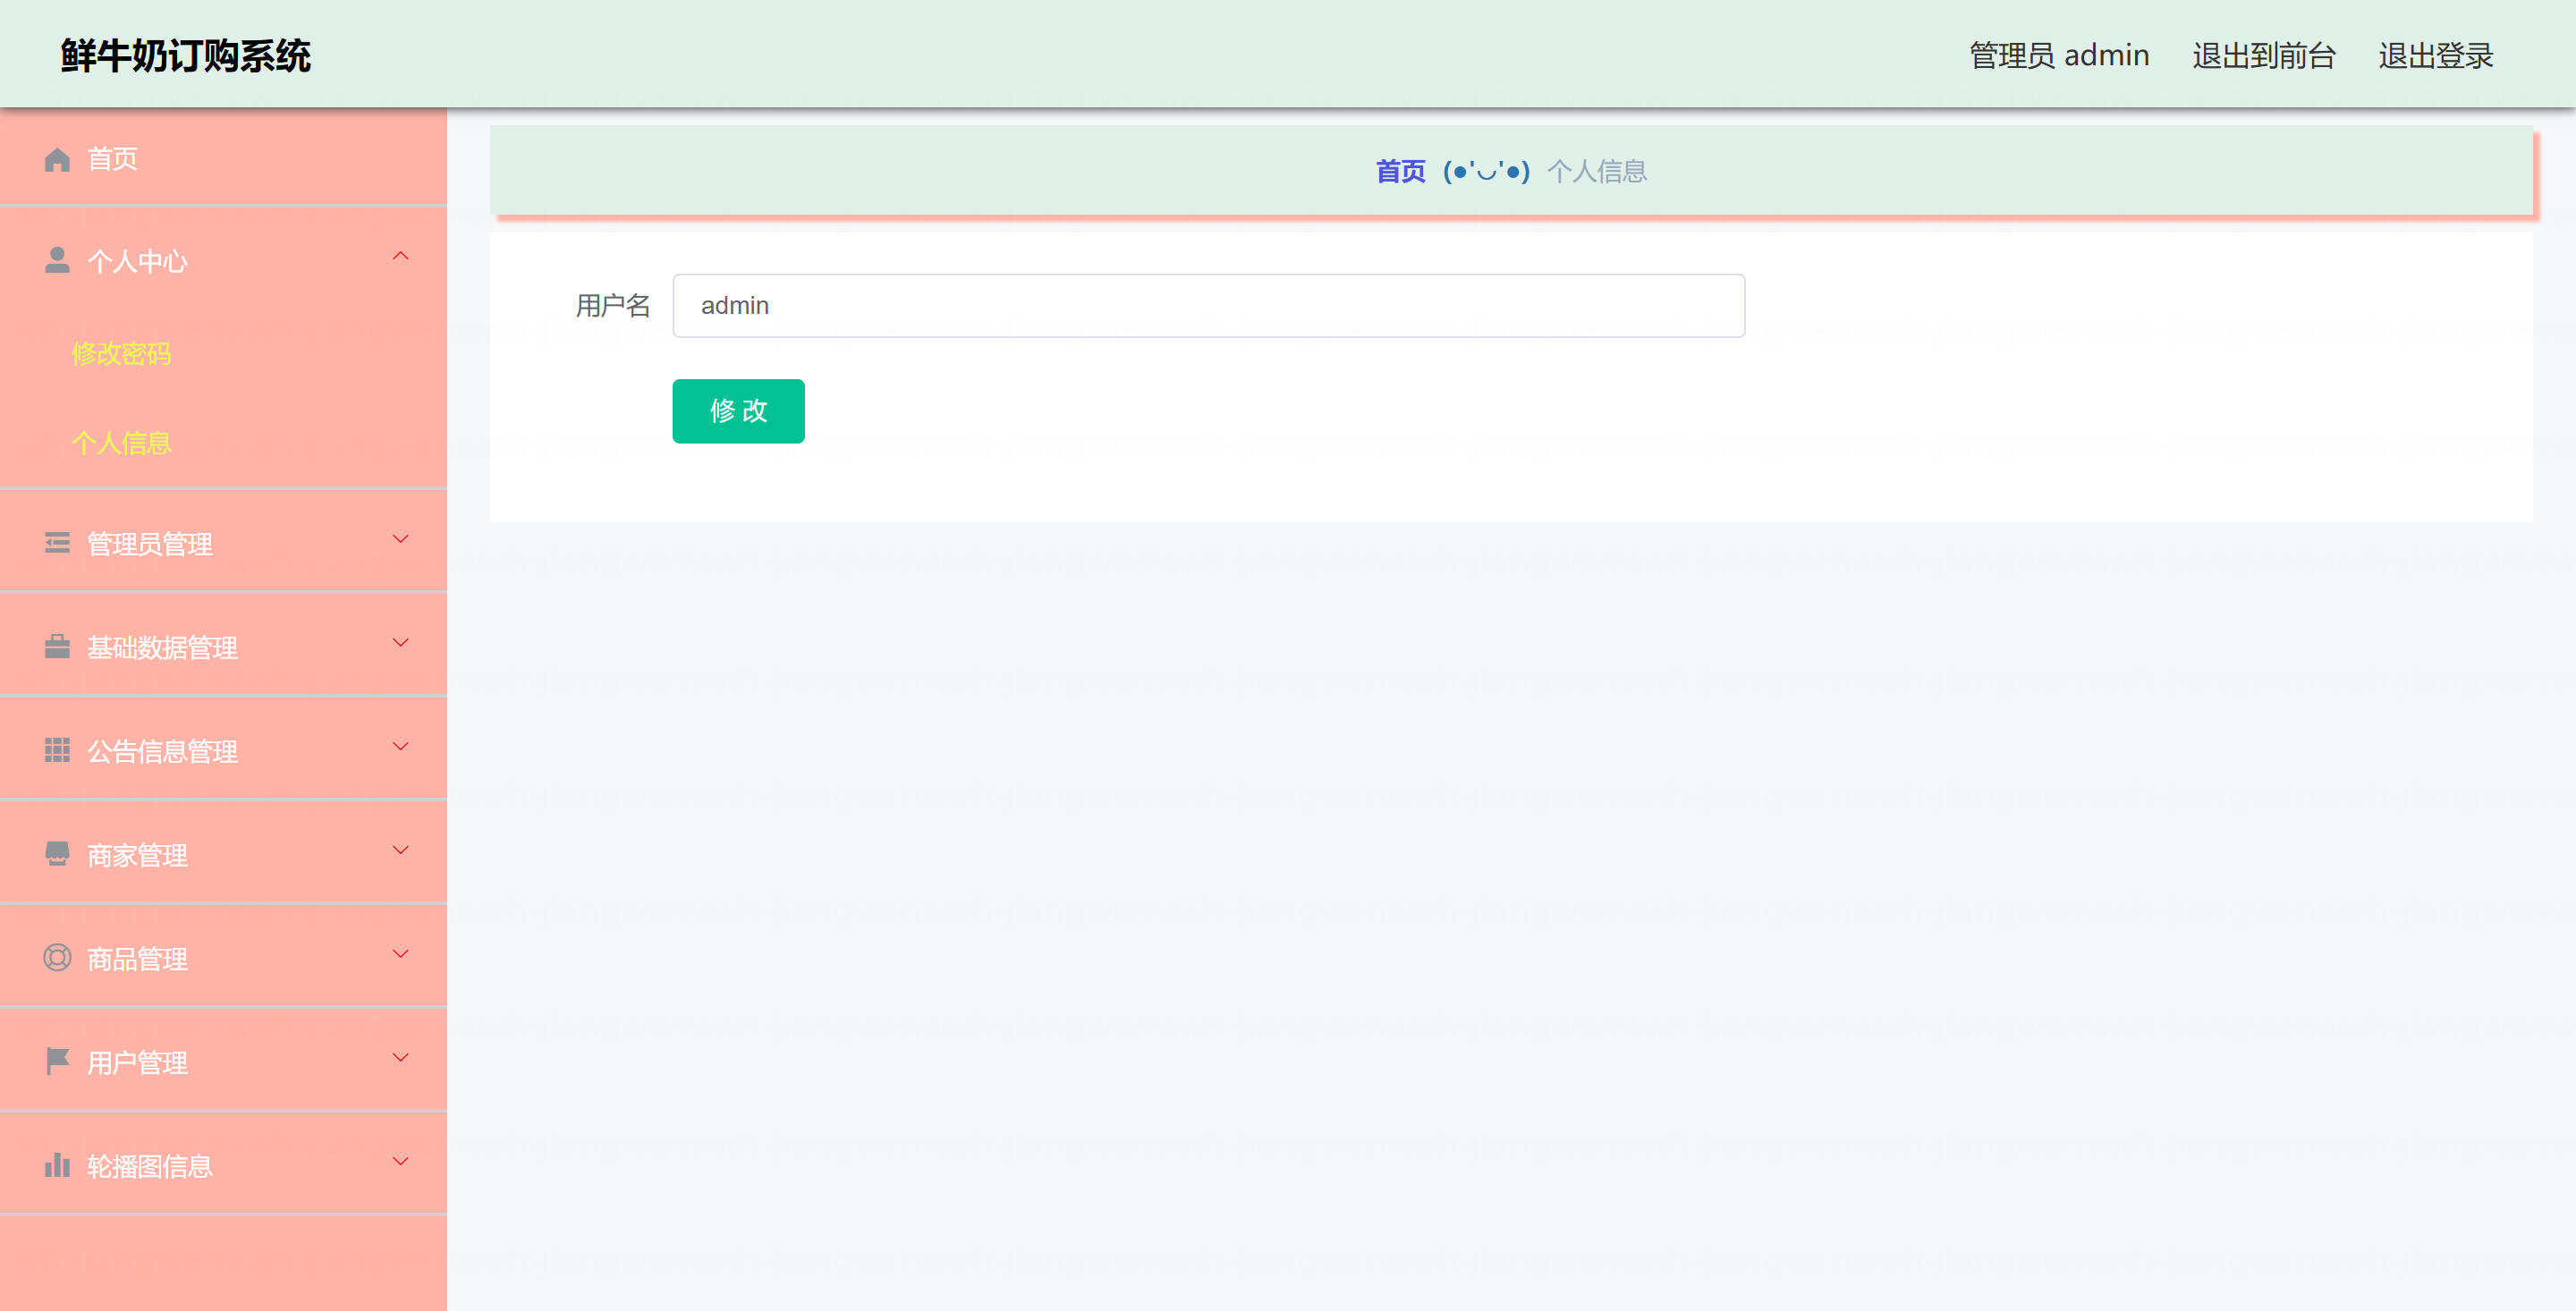 鲜牛奶订购系统
管理员 admin 退出到前台 退出登录
首页
个人中心
修改密码
个人信息
管理员管理
基础数据管理
公告信息管理
商家管理
商品管理
用户管理
轮播图信息
首页 (●'◡'●) 个人信息
用户名 admin
修 改